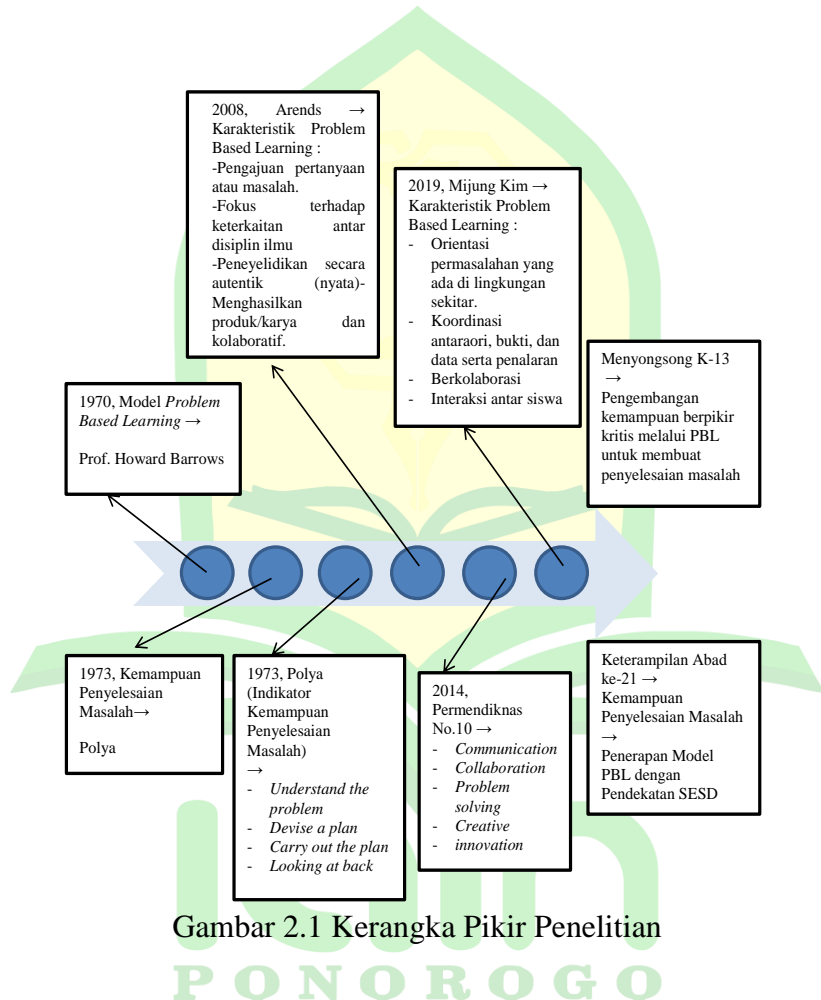 2008, Arends →
Karakteristik Problem
Based Learning :
-Pengajuan pertanyaan
atau masalah.
-Fokus terhadap
keterkaitan antar
disiplin ilmu
-Peneyelidikan secara
autentik (nyata)-
Menghasilkan
produk/karya dan
kolaboratif.
2019, Mijung Kim →
Karakteristik Problem
Based Learning :
- Orientasi
permasalahan yang
ada di lingkungan
sekitar.
- Koordinasi
antaraori, bukti, dan
data serta penalaran
- Berkolaborasi
- Interaksi antar siswa
Menyongsong K-13
→
Pengembangan
kemampuan berpikir
kritis melalui PBL
untuk membuat
penyelesaian masalah
1970, Model Problem
Based Learning →
Prof. Howard Barrows
1973, Kemampuan
Penyelesaian
Masalah→
Polya
1973, Polya
(Indikator
Kemampuan
Penyelesaian
Masalah)
→
- Understand the
problem
- Devise a plan
- Carry out the plan
- Looking at back
2014,
Permendiknas
No.10 →
- Communication
- Collaboration
- Problem
solving
- Creative
- innovation
Keterampilan Abad
ke-21 →
Kemampuan
Penyelesaian Masalah
→
Penerapan Model
PBL dengan
Pendekatan SESD
iain
Gambar 2.1 Kerangka Pikir Penelitian
PONOROGO